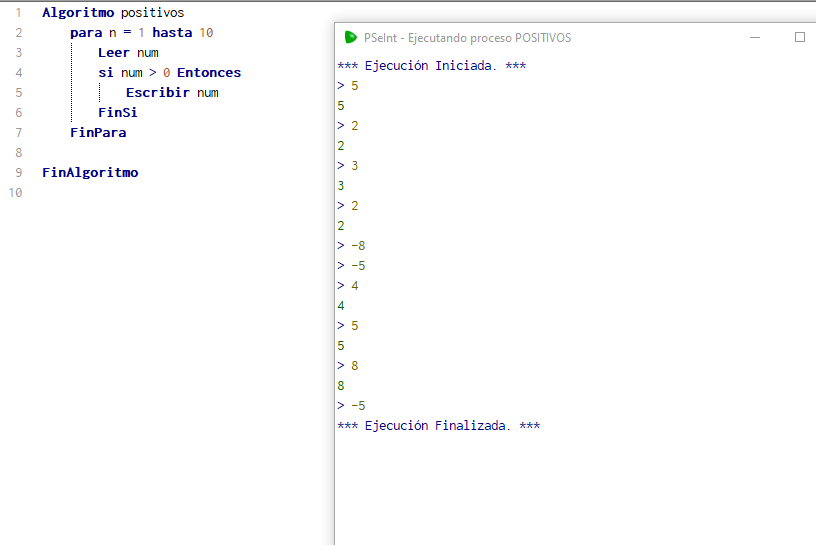 1 Algoritmo positivos
2 para n = 1 hasta 10
3 Leer num
4 si num > 0 Entonces
5 Escribir num
6 FinSi
7 FinPara
8
9 FinAlgoritmo
10
PSeInt - Ejecutando proceso POSITIVOS
*** Ejecución Iniciada. ***
> 5
5
> 2
2
> 3
3
> 2
2
> -8
> -5
> 4
4
> 5
5
> 8
8
> -5
*** Ejecución Finalizada. ***